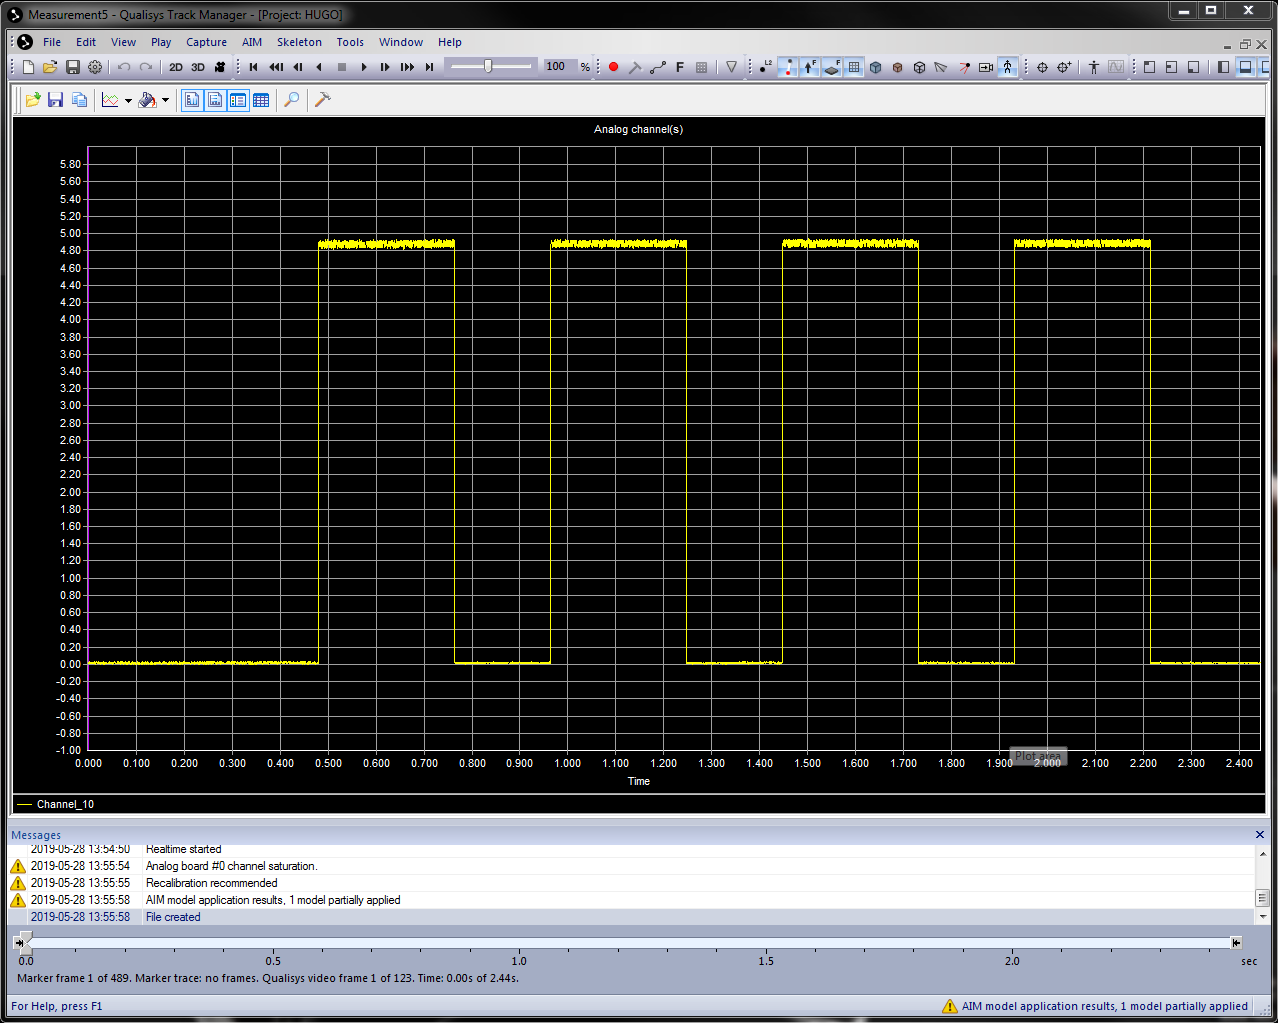 Measurement5 - Qualisys Track Manager - [Project: HUGO]
File Edit View Play Capture AIM Skeleton Tools Window Help
2D 3D 100 % F L2 F F
Analog channel(s)
5.80
5.60
5.40
5.20
5.00
4.80
4.60
4.40
4.20
4.00
3.80
3.60
3.40
3.20
3.00
2.80
2.60
2.40
2.20
2.00
1.80
1.60
1.40
1.20
1.00
0.80
0.60
0.40
0.20
0.00
-0.20
-0.40
-0.60
-0.80
-1.00
Plot area
0.000 0.100 0.200 0.300 0.400 0.500 0.600 0.700 0.800 0.900 1.000 1.100 1.200 1.300 1.400 1.500 1.600 1.700 1.800 1.900 2.000 2.100 2.200 2.300 2.400
Time
Channel_10
Messages
2019-05-28 13:54:50 Realtime started
2019-05-28 13:55:54 Analog board #0 channel saturation.
2019-05-28 13:55:55 Recalibration recommended
2019-05-28 13:55:58 AIM model application results, 1 model partially applied
2019-05-28 13:55:58 File created
0.0 0.5 1.0 1.5 2.0 sec
Marker frame 1 of 489. Marker trace: no frames. Qualisys video frame 1 of 123. Time: 0.00s of 2.44s.
For Help, press F1 AIM model application results, 1 model partially applied